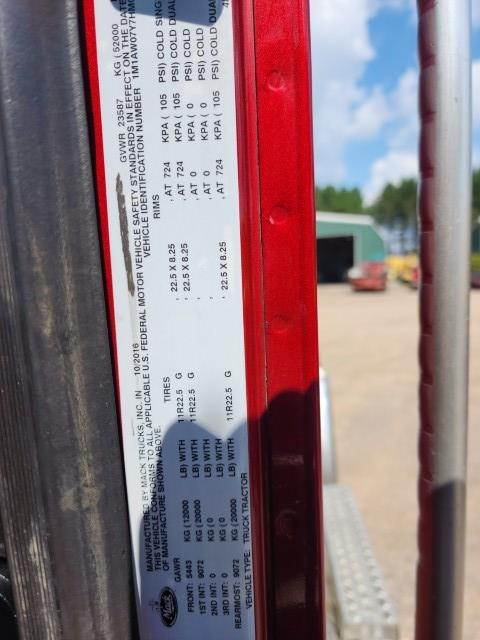 MANUFACTURED BY MACK TRUCKS, INC. IN 10/2016 GVWR 23587 KG ( 52000
THIS VEHICLE CONFORMS TO ALL APPLICABLE U.S. FEDERAL MOTOR VEHICLE SAFETY STANDARDS IN EFFECT ON THE DATE
OF MANUFACTURE SHOWN ABOVE. VEHICLE IDENTIFICATION NUMBER 1M1AW07Y7HM
GAWR TIRES RIMS
FRONT: 5443 KG ( 12000 LB) WITH 11R22.5 G , 22.5 X 8.25 , AT 724 KPA ( 105 PSI) COLD SING
1ST INT: 9072 KG ( 20000 LB) WITH 11R22.5 G , 22.5 X 8.25 , AT 724 KPA ( 105 PSI) COLD DUAL
2ND INT: 0 KG ( 0 LB) WITH , , AT 0 KPA ( 0 PSI) COLD
3RD INT: 0 KG ( 0 LB) WITH , , AT 0 KPA ( 0 PSI) COLD
REARMOST: 9072 KG ( 20000 LB) WITH 11R22.5 G , 22.5 X 8.25 , AT 724 KPA ( 105 PSI) COLD DUAL
VEHICLE TYPE: TRUCK TRACTOR
Mack